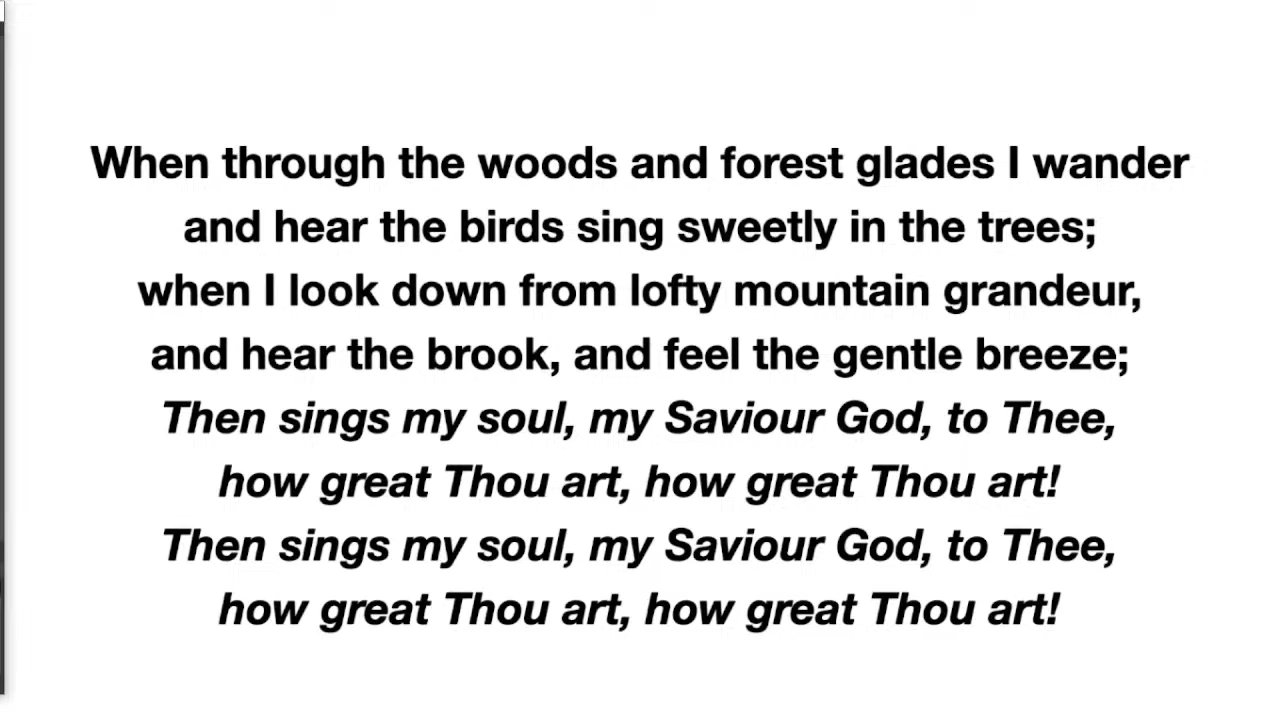 When through the woods and forest glades I wander
and hear the birds sing sweetly in the trees;
when I look down from lofty mountain grandeur,
and hear the brook, and feel the gentle breeze;
Then sings my soul, my Saviour God, to Thee,
how great Thou art, how great Thou art!
Then sings my soul, my Saviour God, to Thee,
how great Thou art, how great Thou art!